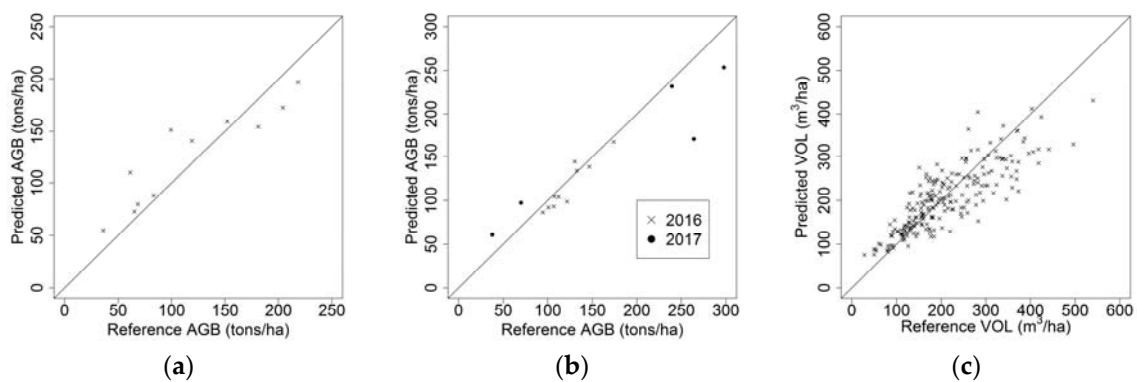 Predicted AGB (tons/ha)
250
200
150
100
50
0
0 50 100 150 200 250
Reference AGB (tons/ha)
(a)
Predicted AGB (tons/ha)
300
250
200
150
100
50
0
× 2016
● 2017
0 50 100 150 200 250 300
Reference AGB (tons/ha)
(b)
Predicted VOL (m³/ha)
600
500
400
300
200
100
0
0 100 200 300 400 500 600
Reference VOL (m³/ha)
(c)